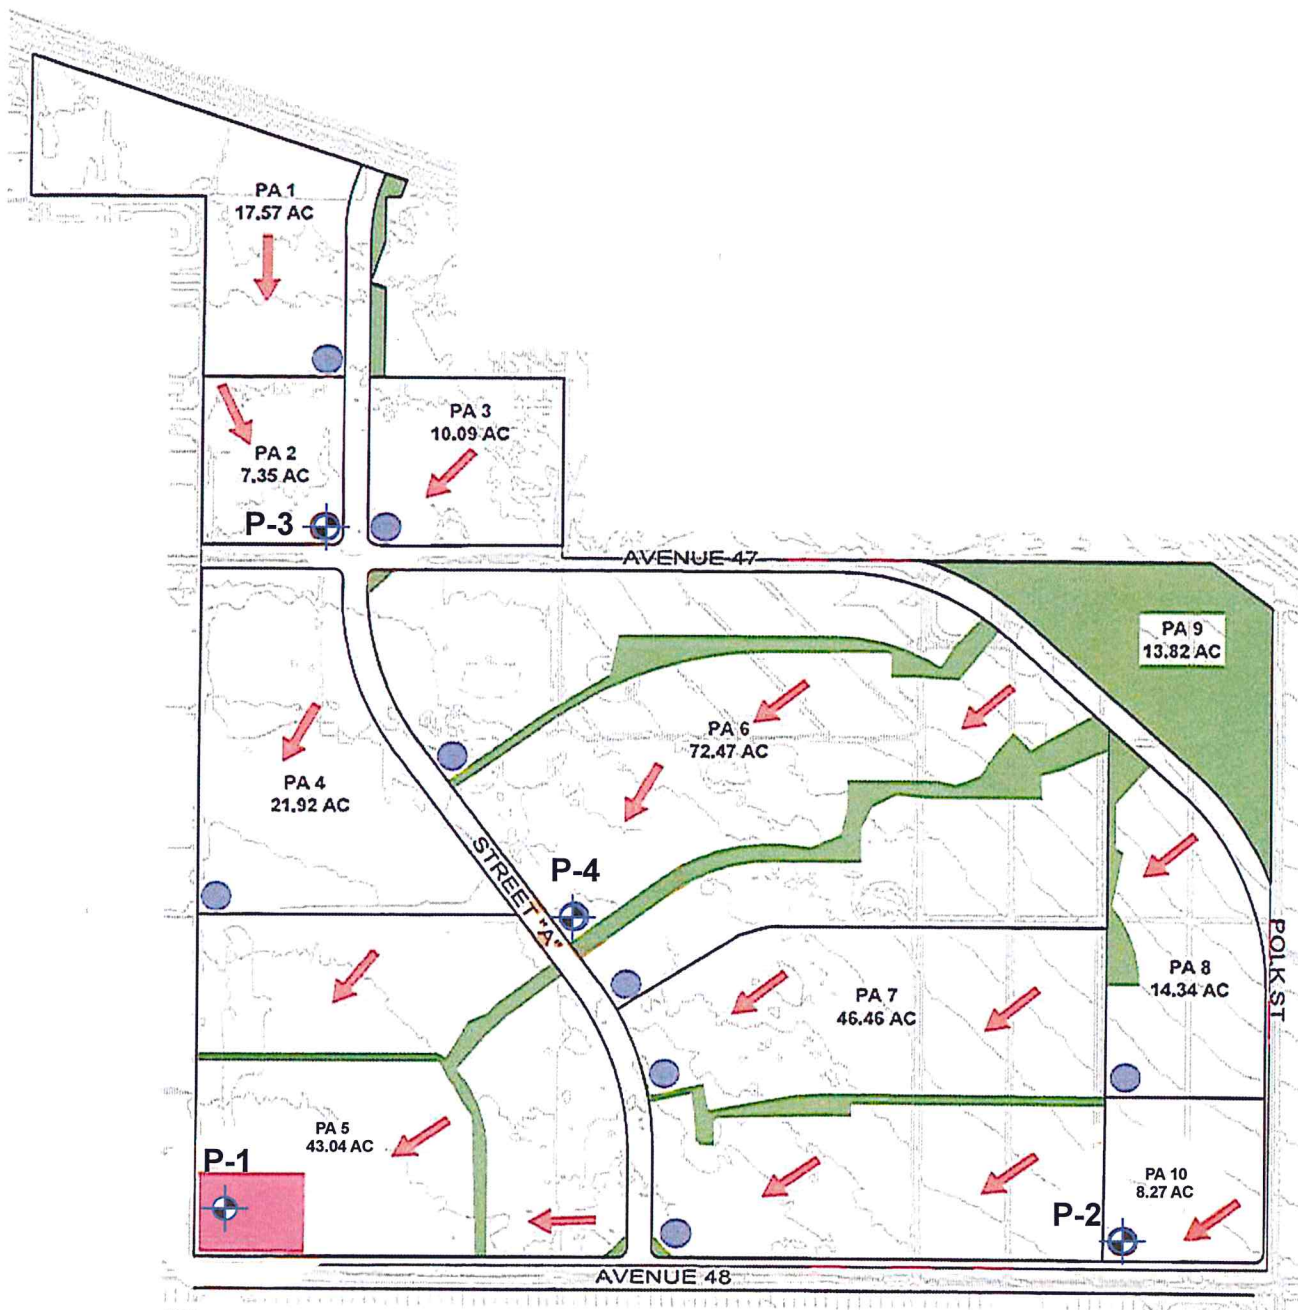 PA 1
17.57 AC
PA 3
10.09 AC
PA 2
7.35 AC
P-3
AVENUE 47
PA 9
13.82 AC
PA 6
72.47 AC
PA 4
21.92 AC
STREET "A"
P-4
POLK ST
PA 8
14.34 AC
PA 7
46.46 AC
PA 5
43.04 AC
P-1
PA 10
8.27 AC
P-2
AVENUE 48